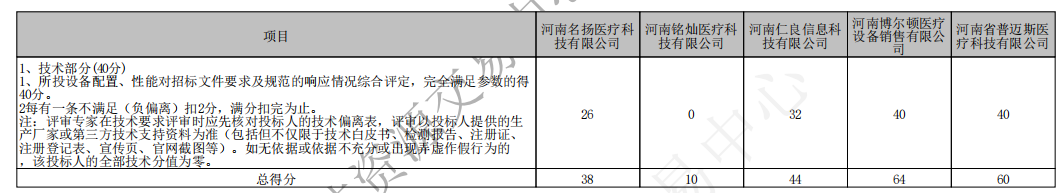 项目
河南名扬医疗科
技有限公司
河南铭灿医疗科
技有限公司
河南仁良信息科
技有限公司
河南博尔顿医疗
设备销售有限公
司
河南省普迈斯医
疗科技有限公司
1、技术部分(40分)
1、所投设备配置、性能对招标文件要求及规范的响应情况综合评定，完全满足参数的得
40分。
2每有一条不满足（负偏离）扣2分，满分扣完为止。
注：评审专家在技术要求评审时应先核对投标人的技术偏离表，评审以投标人提供的生
产厂家或第三方技术支持资料为准（包括但不仅限于技术白皮书、检测报告、注册证、
注册登记表、宣传页、官网截图等）。如无依据或依据不充分或出现弄虚作假行为的
，该投标人的全部技术分值为零。
26
0
32
40
40
总得分
38
10
44
64
60
资源交易中心
易中心